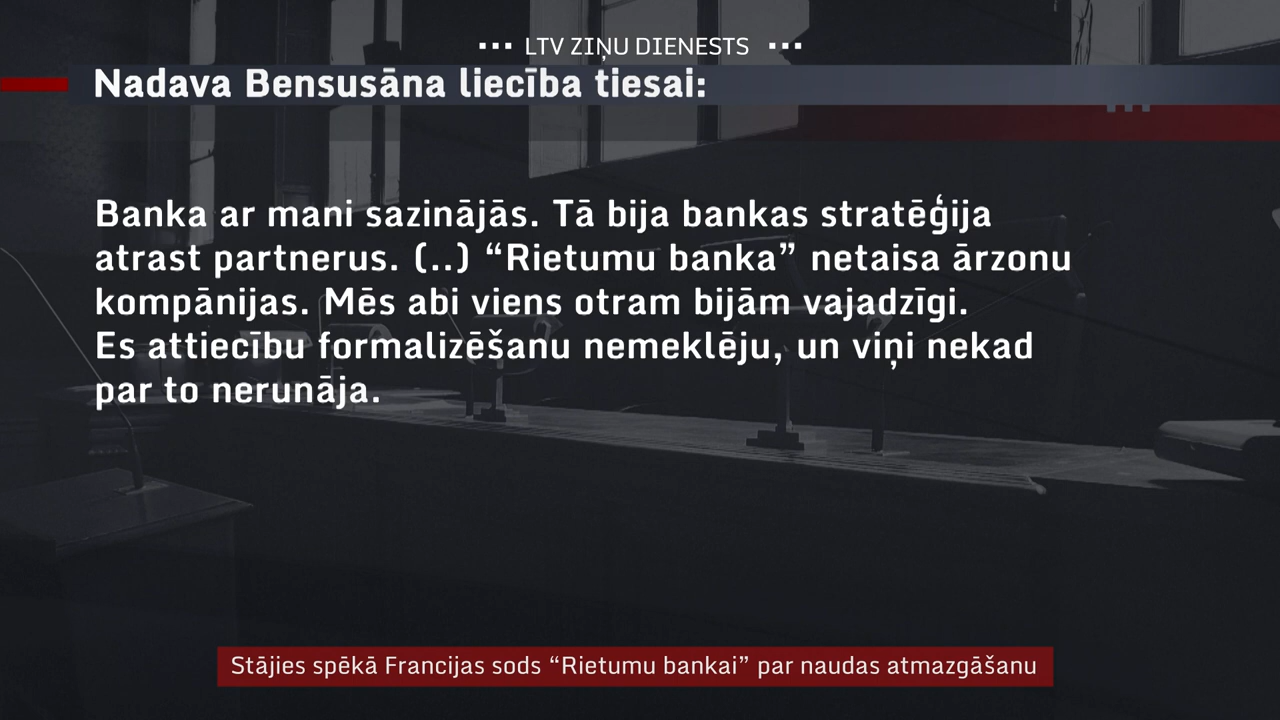 LTV ZIŅU DIENESTS
Nadava Bensusāna liecība tiesai:
Banka ar mani sazinājās. Tā bija bankas stratēģija
atrast partnerus. (..) “Rietumu banka” netaisa ārzonu
kompānijas. Mēs abi viens otram bijām vajadzīgi.
Es attiecību formalizēšanu nemeklēju, un viņi nekad
par to nerunāja.
Stājies spēkā Francijas sods “Rietumu bankai” par naudas atmazgāšanu